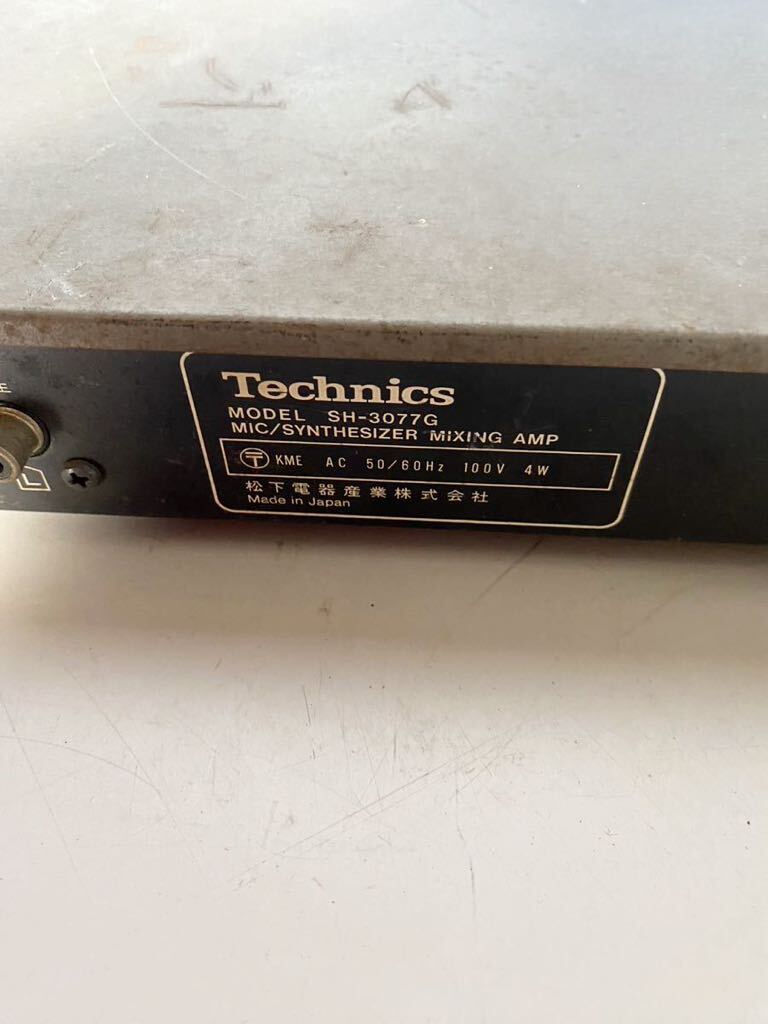 Technics
MODEL SH-3077G
MIC/SYNTHESIZER MIXING AMP
〒 KME AC 50/60Hz 100V 4W
松下電器産業株式会社
Made in Japan
L